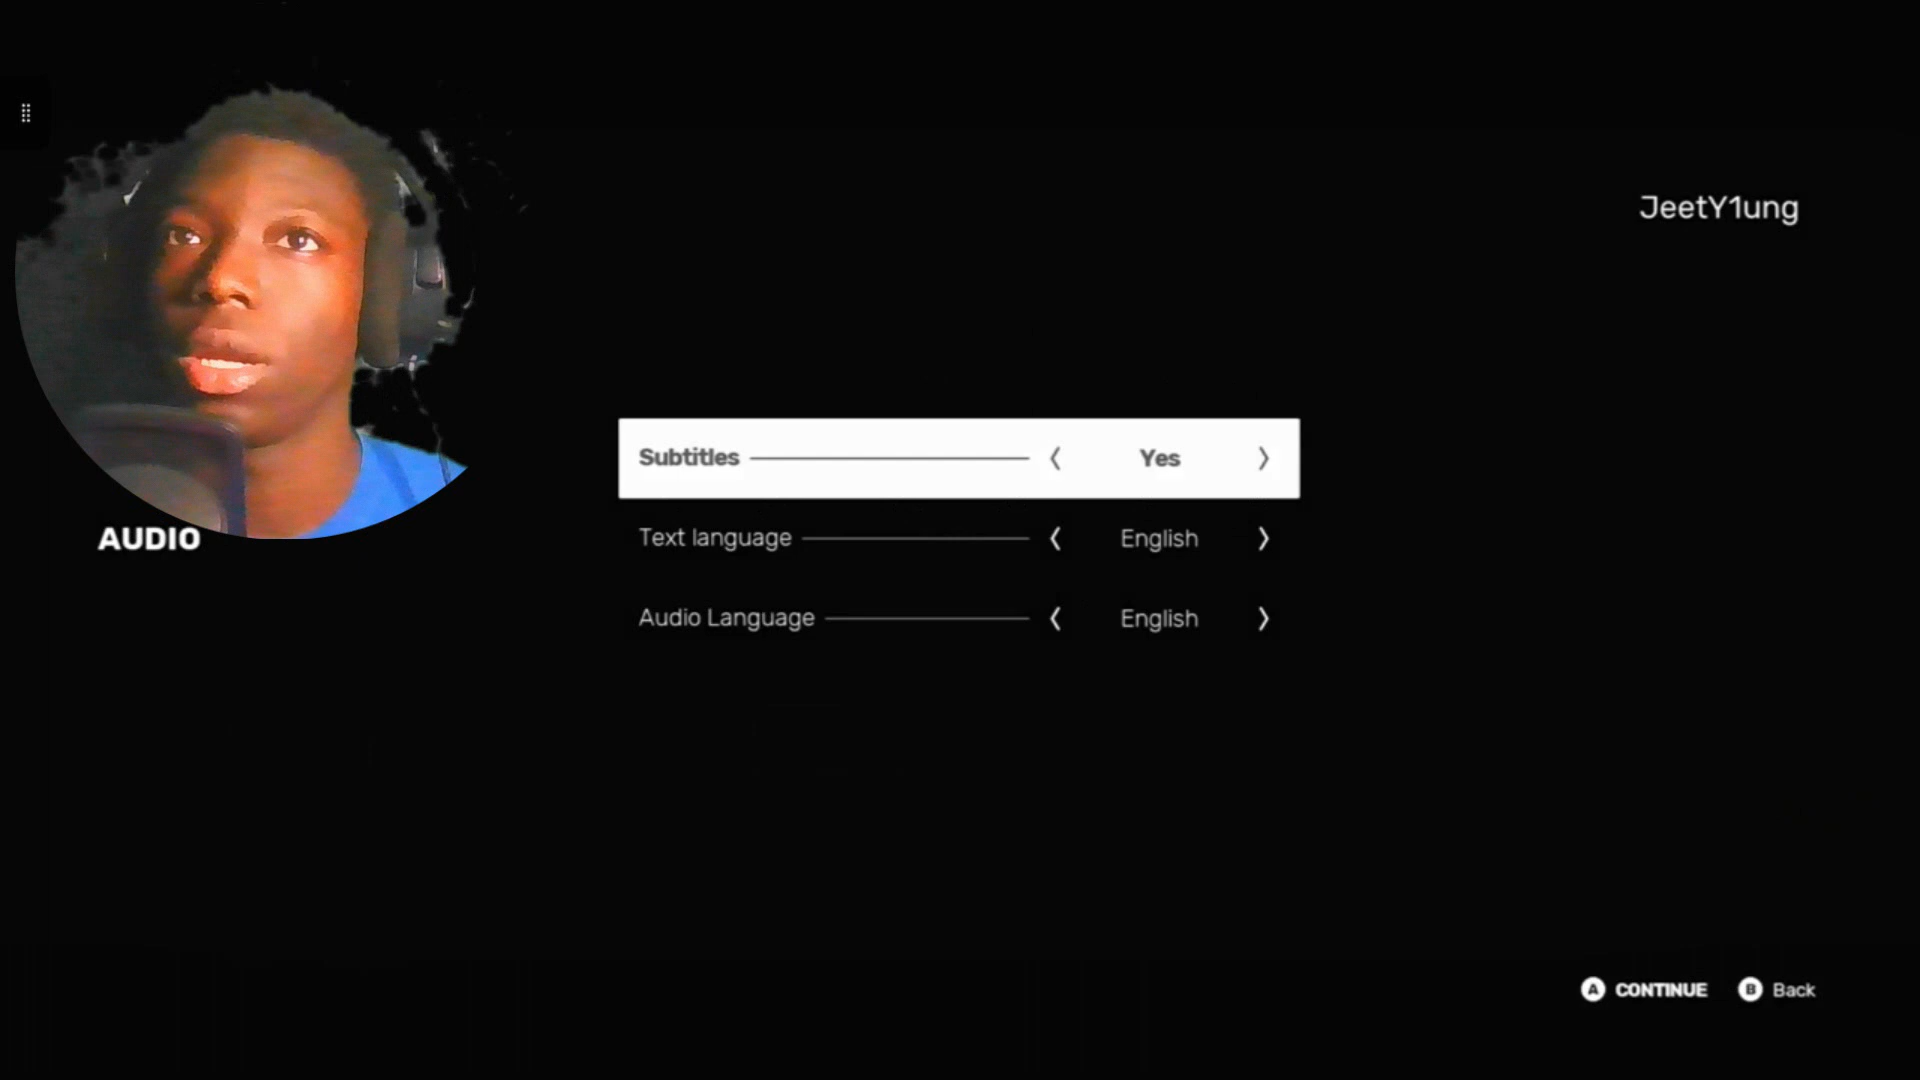 JeetY1ung
Subtitles Yes
AUDIO
Text language English
Audio Language English
A CONTINUE B Back